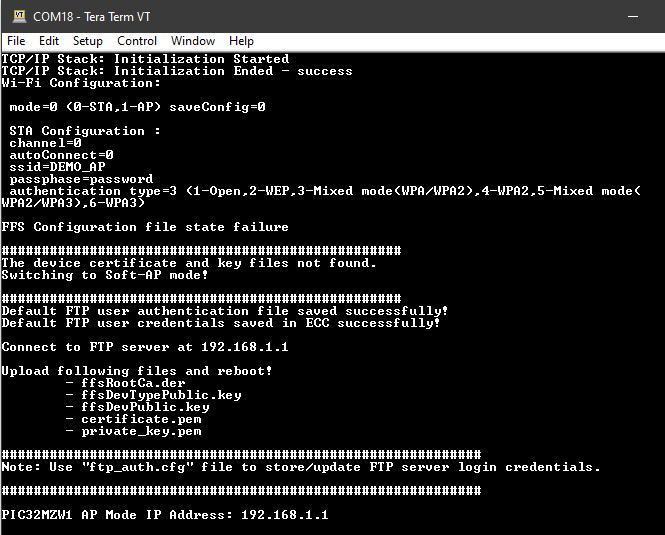 COM18 - Tera Term VT
File Edit Setup Control Window Help
TCP/IP Stack: Initialization Started
TCP/IP Stack: Initialization Ended - success
Wi-Fi Configuration:
mode=0 (0-STA,1-AP) saveConfig=0
STA Configuration :
channel=0
autoConnect=0
ssid=DEMO_AP
passphase=password
authentication type=3 (1-Open,2-WEP,3-Mixed mode(WPA/WPA2),4-WPA2,5-Mixed mode(
WPA2/WPA3),6-WPA3)
FFS Configuration file state failure
##################################################
The device certificate and key files not found.
Switching to Soft-AP mode!
##################################################
Default FTP user authentication file saved successfully!
Default FTP user credentials saved in ECC successfully!
Connect to FTP server at 192.168.1.1
Upload following files and reboot!
- ffsRootCa.der
- ffsDevTypePublic.key
- ffsDevPublic.key
- certificate.pem
- private_key.pem
############################################################
Note: Use "ftp_auth.cfg" file to store/update FTP server login credentials.
############################################################
PIC32MZW1 AP Mode IP Address: 192.168.1.1